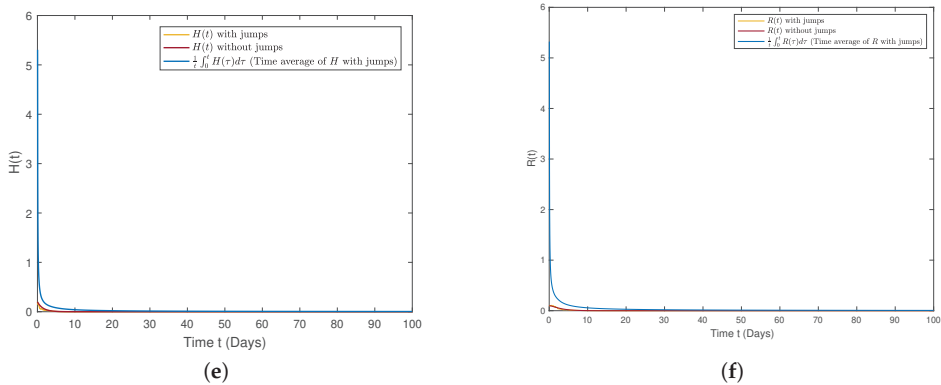 6
5
4
3
2
1
0
H(t)
H(t) with jumps
H(t) without jumps
1/t ∫₀ᵗ H(τ)dτ (Time average of H with jumps)
0 10 20 30 40 50 60 70 80 90 100
Time t (Days)
(e)
6
5
4
3
2
1
0
R(t)
R(t) with jumps
R(t) without jumps
1/t ∫₀ᵗ R(τ)dτ (Time average of R with jumps)
0 10 20 30 40 50 60 70 80 90 100
Time t (Days)
(f)